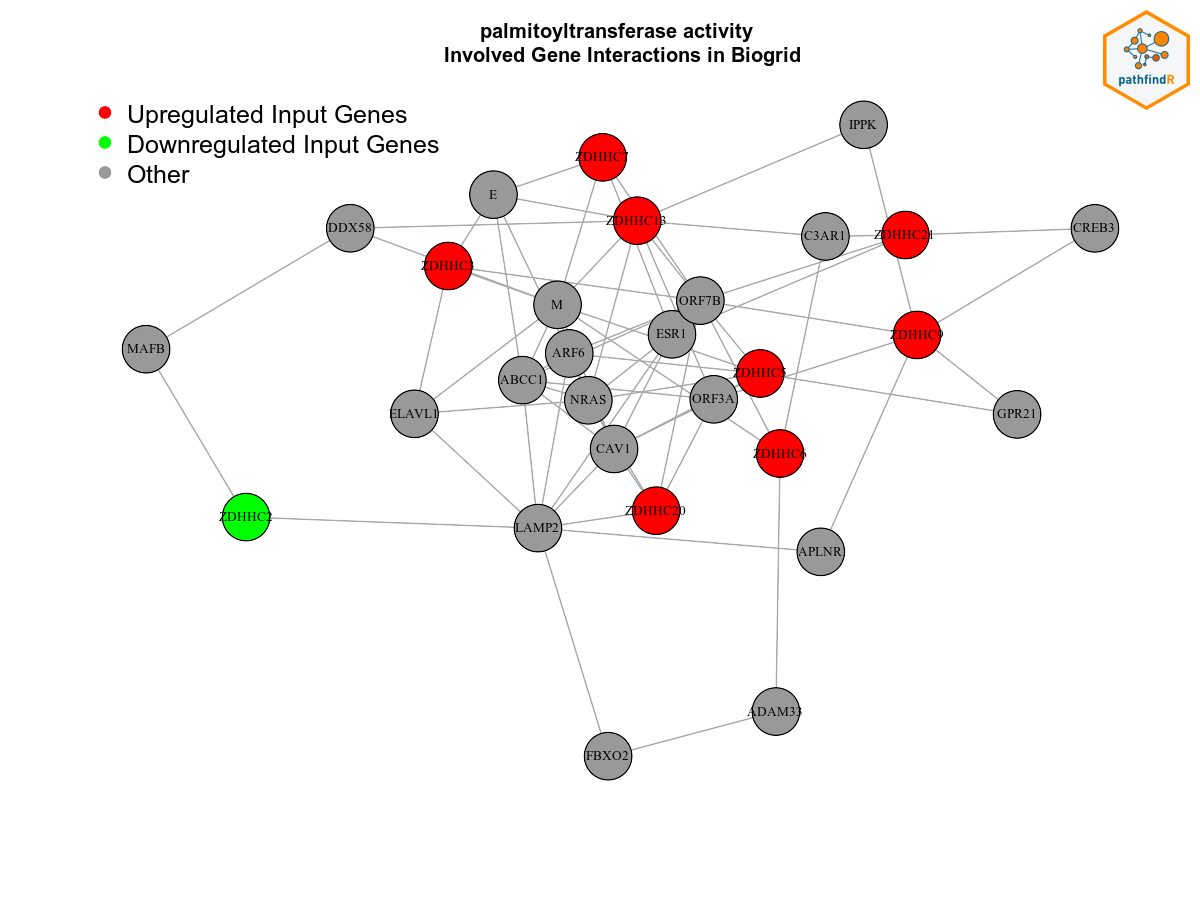 palmitoyltransferase activity
Involved Gene Interactions in Biogrid
pathfindR
Upregulated Input Genes
Downregulated Input Genes
Other
IPPK
ZDHHC7
E
ZDHHC13
DDX58
C3AR1
ZDHHC21
CREB3
ZDHHC3
M
ORF7B
ESR1
ZDHHC9
MAFB
ARF6
ABCC1
ZDHHC5
NRAS
ORF3A
ELAVL1
GPR21
CAV1
ZDHHC6
ZDHHC2
ZDHHC20
LAMP2
APLNR
ADAM33
FBXO2